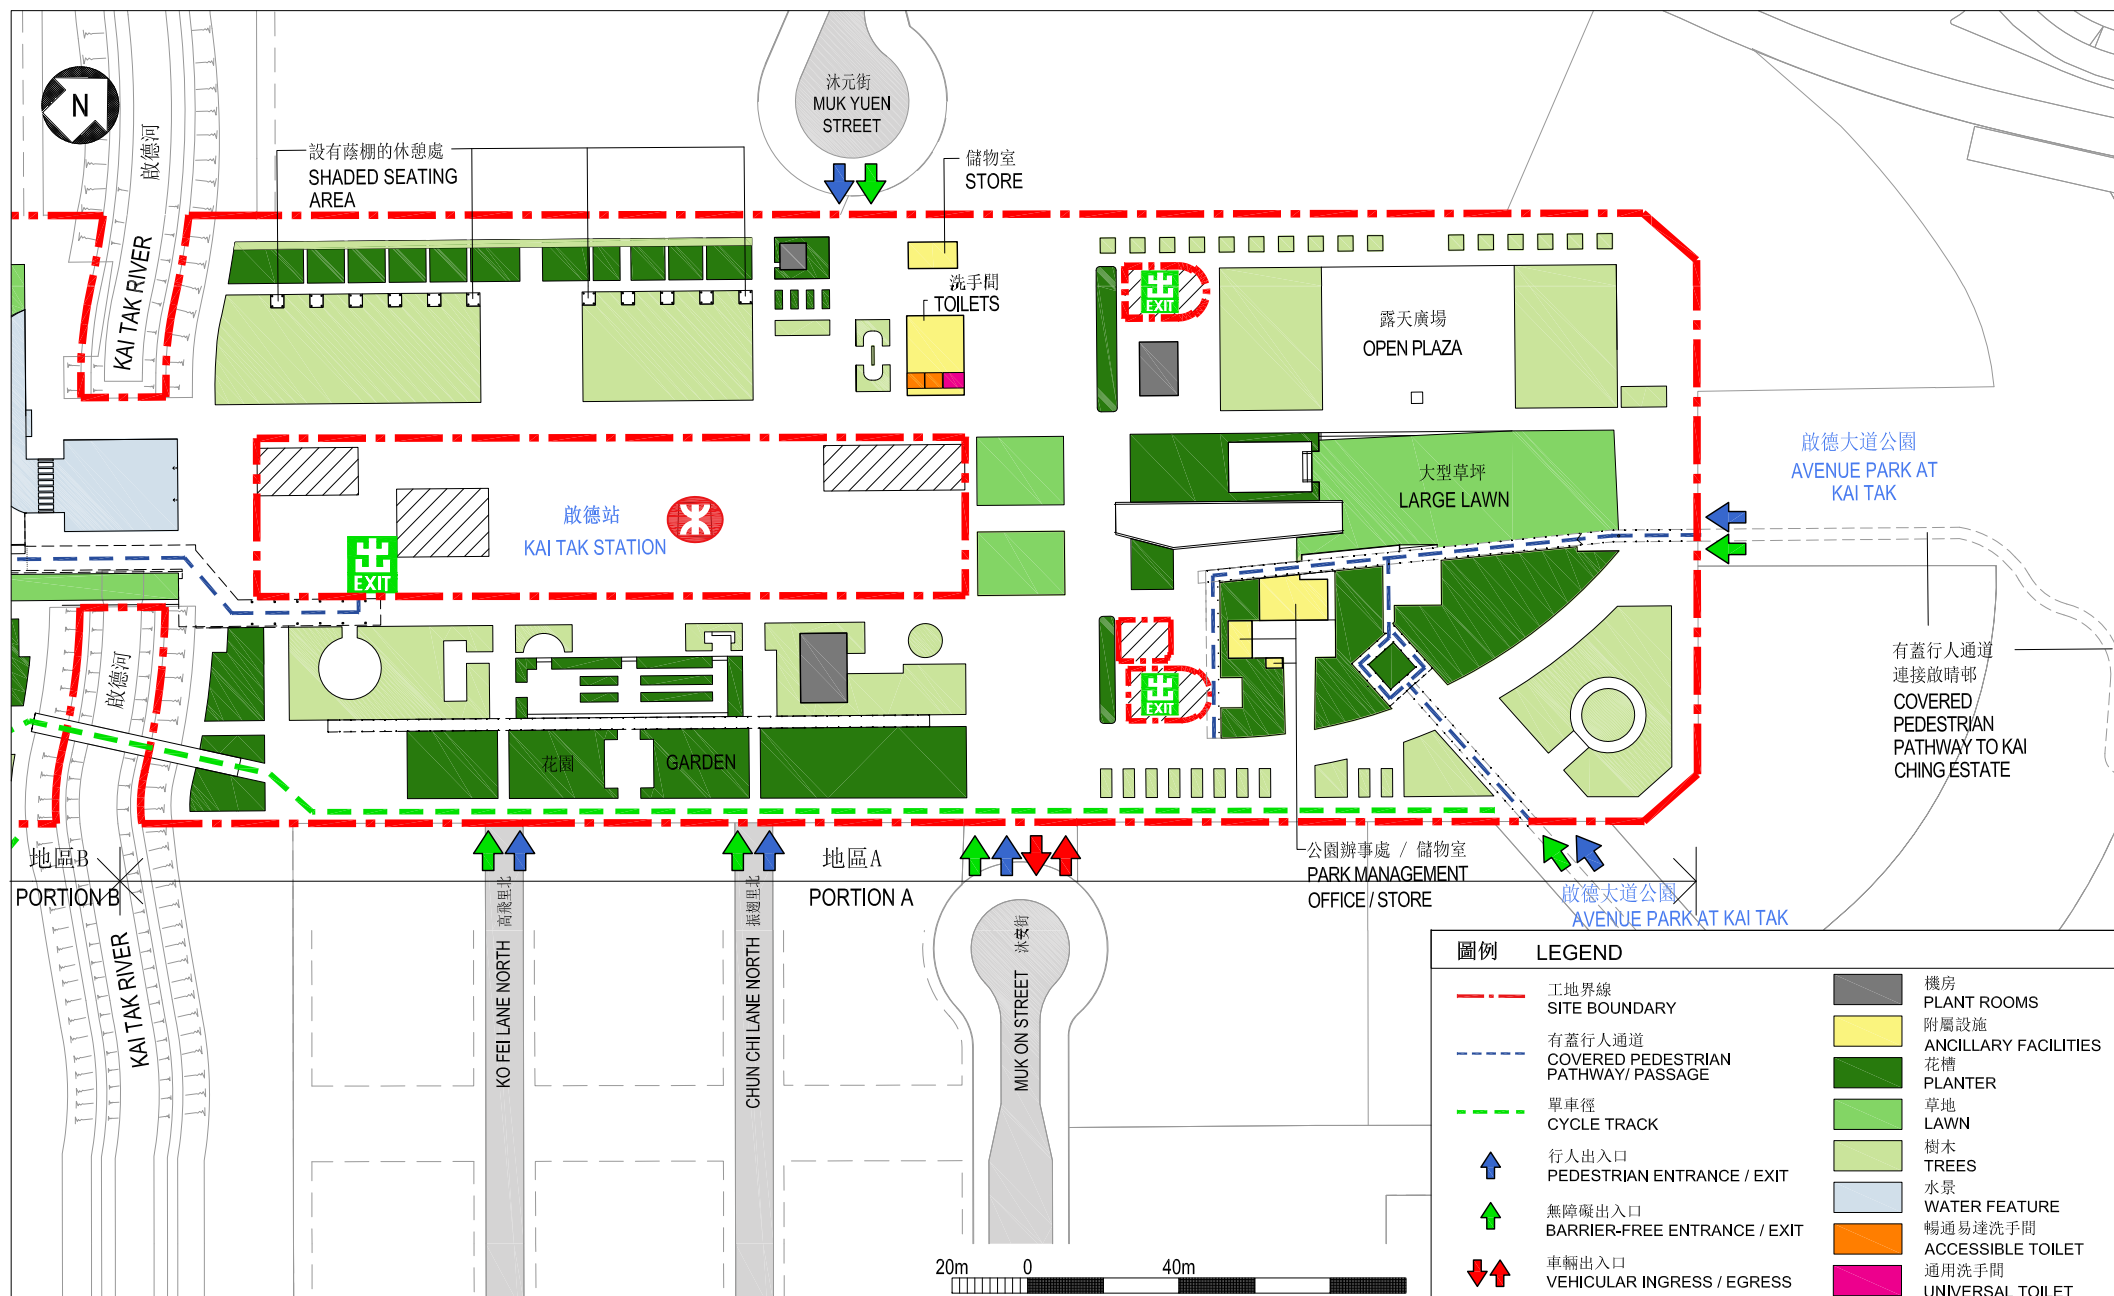 沐元街
MUK YUEN
STREET
N
啟德河
KAI TAK RIVER
設有蔭棚的休憩處
SHADED SEATING
AREA
儲物室
STORE
洗手間
TOILETS
出
EXIT
露天廣場
OPEN PLAZA
啟德大道公園
AVENUE PARK AT
KAI TAK
大型草坪
LARGE LAWN
啟德站
KAI TAK STATION
出
EXIT
有蓋行人通道
連接啟晴邨
COVERED
PEDESTRIAN
PATHWAY TO KAI
CHING ESTATE
啟德河
出
EXIT
花園
GARDEN
地區B
PORTION B
地區A
PORTION A
公園辦事處 / 儲物室
PARK MANAGEMENT
OFFICE / STORE
啟德大道公園
AVENUE PARK AT KAI TAK
KAI TAK RIVER
KO FEI LANE NORTH 高飛里北
CHUN CHI LANE NORTH 振翅里北
MUK ON STREET 沐安街
20m 0 40m
圖例 LEGEND
工地界線
SITE BOUNDARY
有蓋行人通道
COVERED PEDESTRIAN
PATHWAY/ PASSAGE
單車徑
CYCLE TRACK
行人出入口
PEDESTRIAN ENTRANCE / EXIT
無障礙出入口
BARRIER-FREE ENTRANCE / EXIT
車輛出入口
VEHICULAR INGRESS / EGRESS
機房
PLANT ROOMS
附屬設施
ANCILLARY FACILITIES
花槽
PLANTER
草地
LAWN
樹木
TREES
水景
WATER FEATURE
暢通易達洗手間
ACCESSIBLE TOILET
通用洗手間
UNIVERSAL TOILET